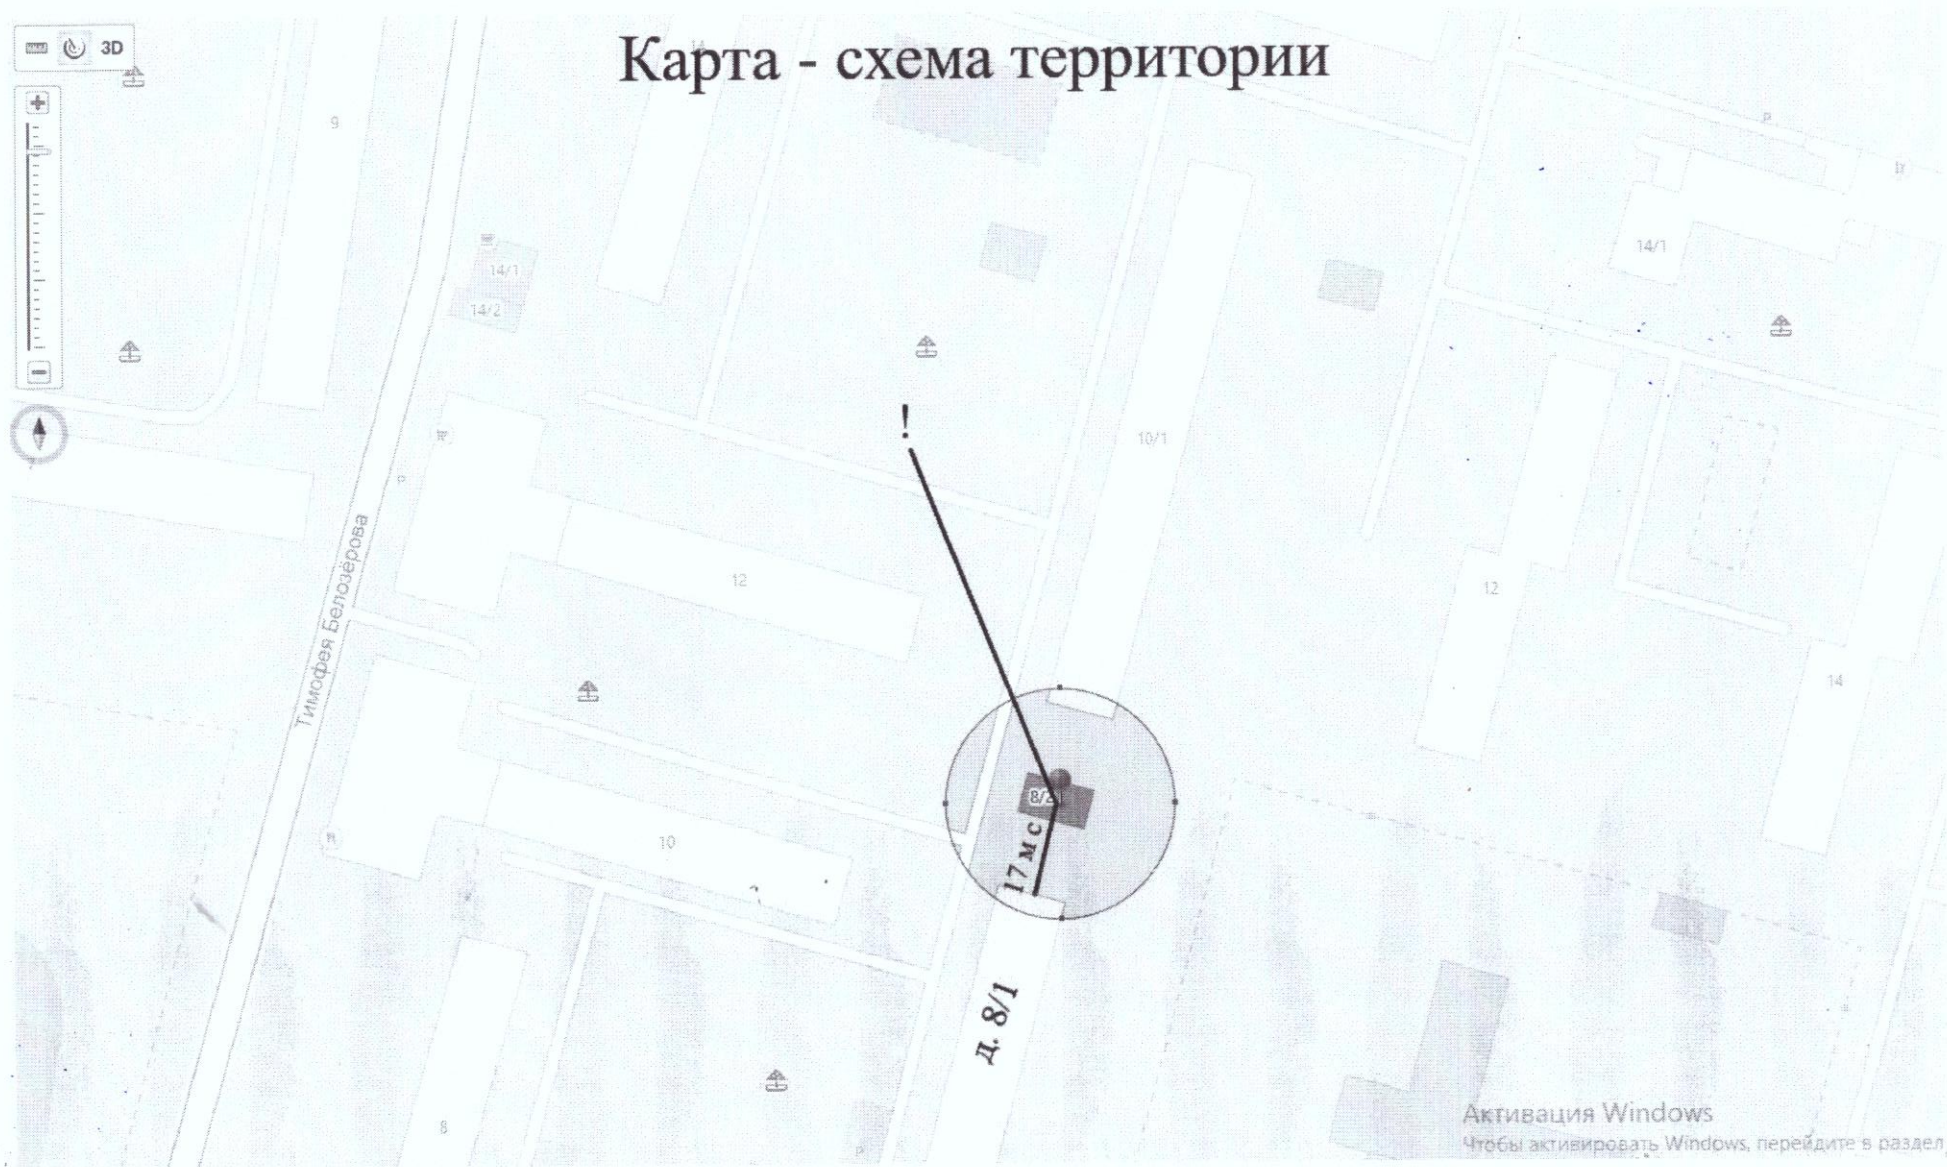 Карта - схема территории
3D
9
P
14/1
14/1
14/2
!
10/1
P
12
12
Тимофея Белозёрова
14
8/2
17 м с
10
д. 8/1
8
P
Активация Windows
Чтобы активировать Windows, перейдите в раздел